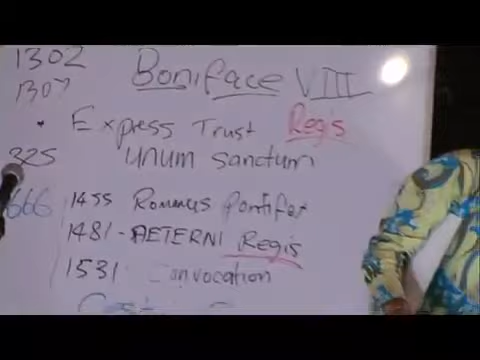 1302 Boniface VIII
1307
• Express Trust Regis
325 unum sanctum
666 1455 Romanus Pontifex
1481 - AETERNI Regis
1531 Convocation